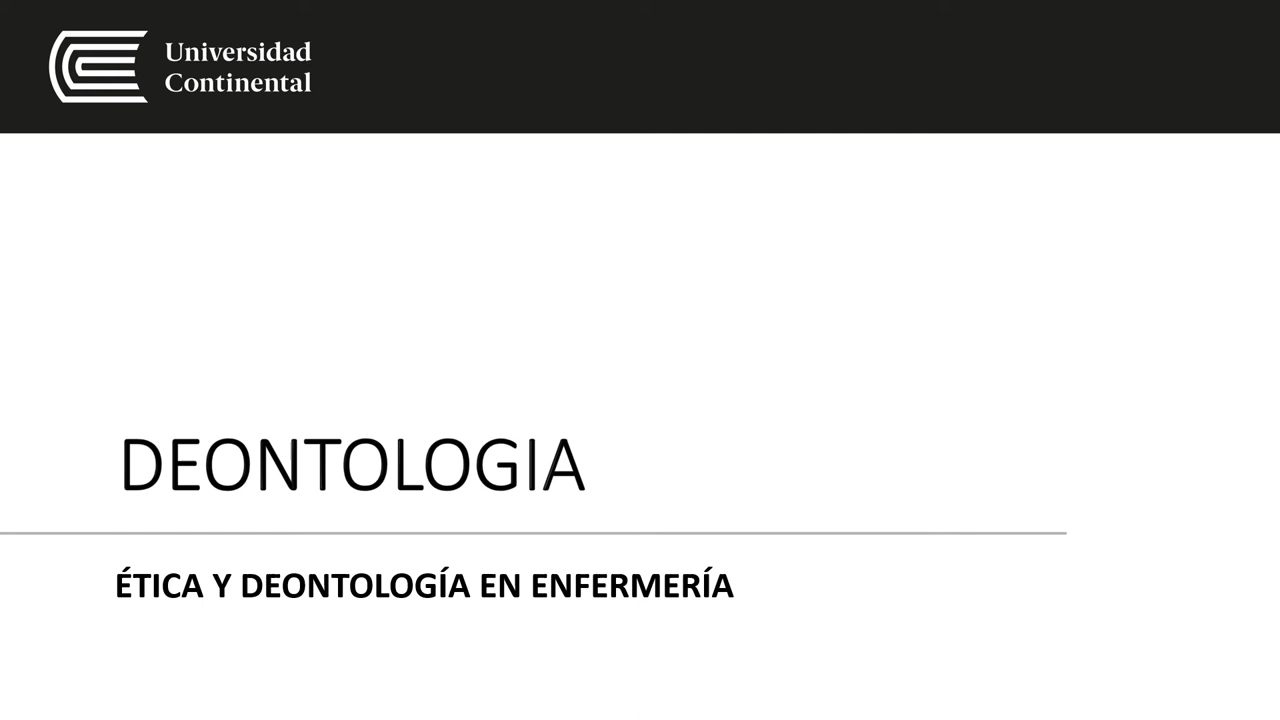 Universidad
Continental
DEONTOLOGIA
ÉTICA Y DEONTOLOGÍA EN ENFERMERÍA